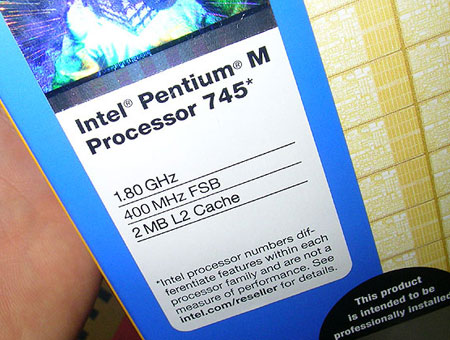 Intel® Pentium® M
Processor 745*
1.80 GHz
400 MHz FSB
2 MB L2 Cache
*Intel processor numbers dif-
ferentiate features within each
processor family and are not a
measure of performance. See
intel.com/reseller for details.
This product
is intended to be
professionally installed